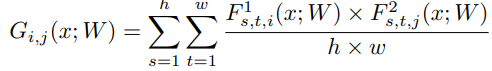 G_{i,j}(x;W) = \sum_{s=1}^{h} \sum_{t=1}^{w} \frac{F^1_{s,t,i}(x;W) \times F^2_{s,t,j}(x;W)}{h \times w}